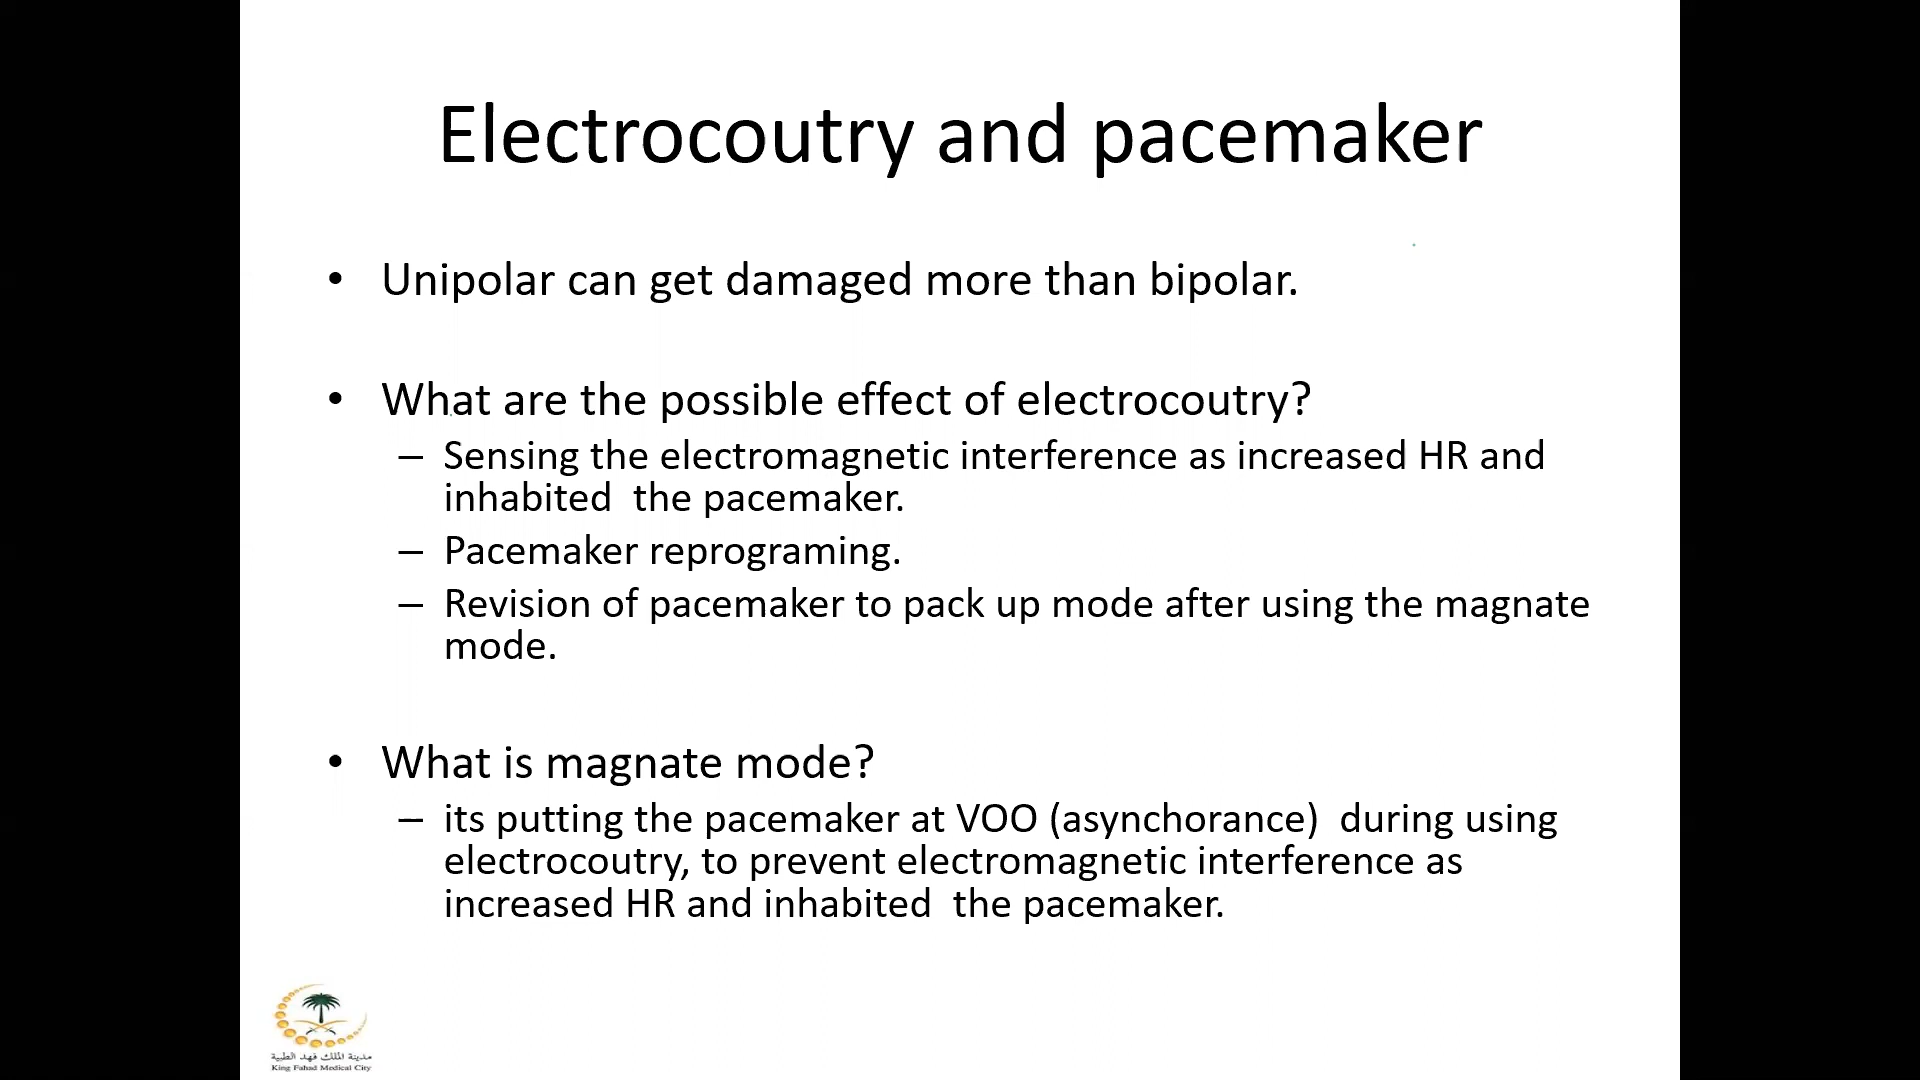 Electrocoutry and pacemaker
• Unipolar can get damaged more than bipolar.
• What are the possible effect of electrocoutry?
– Sensing the electromagnetic interference as increased HR and
inhabited  the pacemaker.
– Pacemaker reprograming.
– Revision of pacemaker to pack up mode after using the magnate
mode.
• What is magnate mode?
– its putting the pacemaker at VOO (asynchorance)  during using
electrocoutry, to prevent electromagnetic interference as
increased HR and inhabited  the pacemaker.
مدينة الملك فهد الطبية
King Fahad Medical City